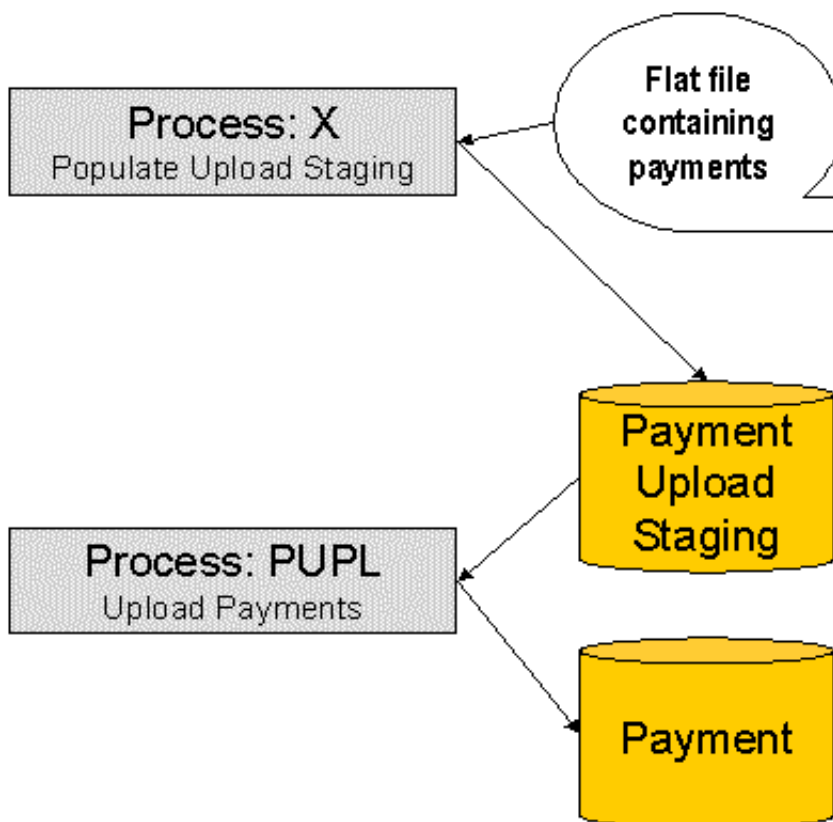 Process: X
Populate Upload Staging
Flat file
containing
payments
Payment
Upload
Staging
Process: PUPL
Upload Payments
Payment